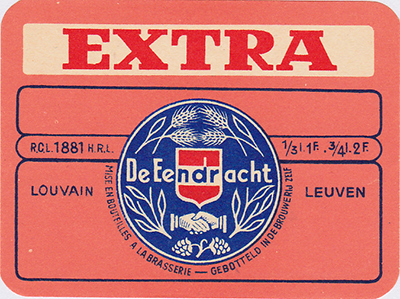 EXTRA
R.C.L. 1881 H.R.L.
1/3 l. 1 F. - 3/4 l. 2 F.
De Eendracht
LOUVAIN
LEUVEN
MISE EN BOUTEILLES A LA BRASSERIE — GEBOTTELD IN DE BROUWERIJ ZELF